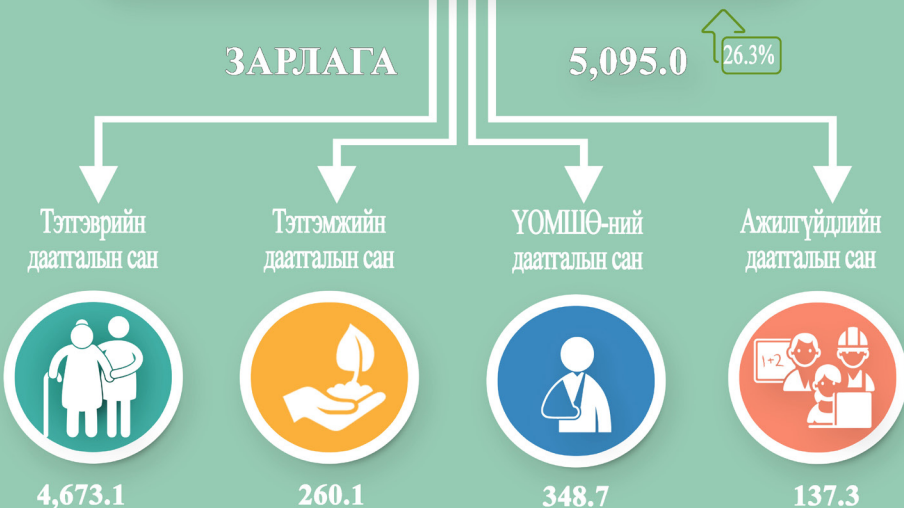 ЗАРЛАГА 5,095.0 26.3%
Тэтгэврийн
даатгалын сан
Тэтгэмжийн
даатгалын сан
ҮОМШӨ-ний
даатгалын сан
Ажилгүйдлийн
даатгалын сан
1+2
4,673.1 260.1 348.7 137.3